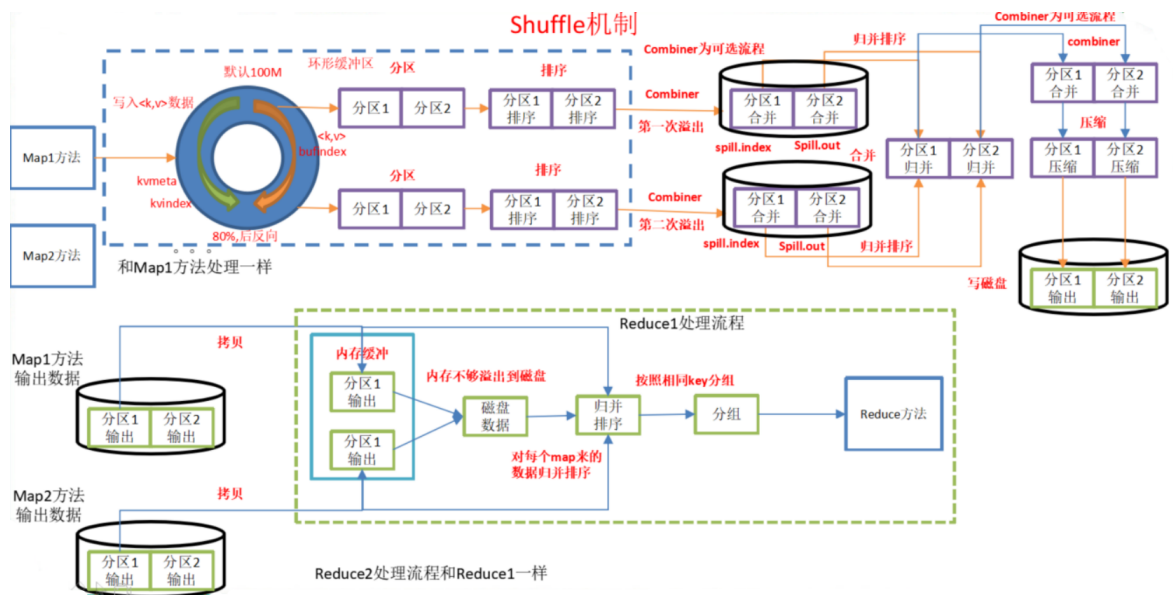 Shuffle机制
Combiner为可选流程
归并排序
Combiner为可选流程
combiner
默认100M
环形缓冲区
分区
排序
写入<k,v>数据
分区1
分区2
分区1
排序
分区2
排序
Combiner
第一次溢出
分区1
合并
分区2
合并
spill.index
Spill.out
分区1
合并
分区2
合并
压缩
Map1方法
<k,v>
bufindex
kvmeta
kvindex
合并
分区1
归并
分区2
归并
分区1
压缩
分区2
压缩
分区
排序
分区1
分区2
分区1
排序
分区2
排序
Combiner
第二次溢出
分区1
合并
分区2
合并
spill.index
Spill.out
归并排序
80%,后反向
Map2方法
和Map1方法处理一样
写磁盘
分区1
输出
分区2
输出
Reduce1处理流程
Map1方法
输出数据
拷贝
分区1
输出
分区2
输出
内存缓冲
分区1
输出
分区1
输出
内存不够溢出到磁盘
磁盘
数据
归并
排序
对每个map来的
数据归并排序
按照相同key分组
分组
Reduce方法
Map2方法
输出数据
拷贝
分区1
输出
分区2
输出
Reduce2处理流程和Reduce1一样